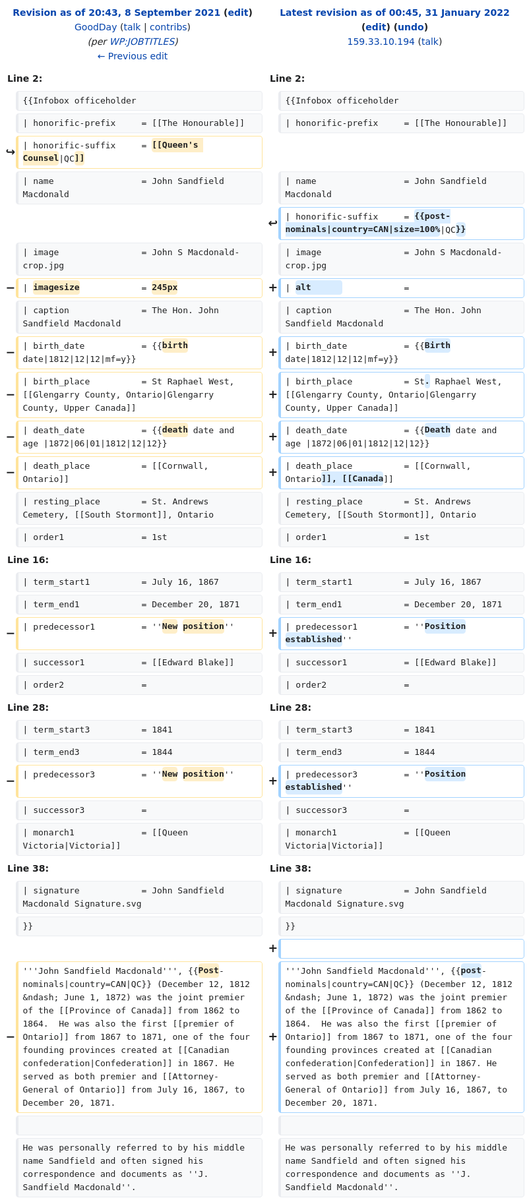 Revision as of 20:43, 8 September 2021 (edit)
GoodDay (talk | contribs)
(per WP:JOBTITLES)
← Previous edit
Latest revision as of 00:45, 31 January 2022
(edit) (undo)
159.33.10.194 (talk)
Line 2:
Line 2:
{{Infobox officeholder
{{Infobox officeholder
| honorific-prefix     = [[The Honourable]]
| honorific-prefix     = [[The Honourable]]
↪
| honorific-suffix     = [[Queen's
Counsel|QC]]
| name                 = John Sandfield
Macdonald
| name                 = John Sandfield
Macdonald
↩
| honorific-suffix     = {{post-
nominals|country=CAN|size=100%|QC}}
| image                = John S Macdonald-
crop.jpg
| image                = John S Macdonald-
crop.jpg
− | imagesize            = 245px
+ | alt                  =
| caption              = The Hon. John
Sandfield Macdonald
| caption              = The Hon. John
Sandfield Macdonald
− | birth_date           = {{birth
date|1812|12|12|mf=y}}
+ | birth_date           = {{Birth
date|1812|12|12|mf=y}}
− | birth_place          = St Raphael West,
[[Glengarry County, Ontario|Glengarry
County, Upper Canada]]
+ | birth_place          = St. Raphael West,
[[Glengarry County, Ontario|Glengarry
County, Upper Canada]]
− | death_date           = {{death date and
age |1872|06|01|1812|12|12}}
+ | death_date           = {{Death date and
age |1872|06|01|1812|12|12}}
− | death_place          = [[Cornwall,
Ontario]]
+ | death_place          = [[Cornwall,
Ontario]], [[Canada]]
| resting_place        = St. Andrews
Cemetery, [[South Stormont]], Ontario
| resting_place        = St. Andrews
Cemetery, [[South Stormont]], Ontario
| order1               = 1st
| order1               = 1st
Line 16:
Line 16:
| term_start1          = July 16, 1867
| term_start1          = July 16, 1867
| term_end1            = December 20, 1871
| term_end1            = December 20, 1871
− | predecessor1         = ''New position''
+ | predecessor1         = ''Position
established''
| successor1           = [[Edward Blake]]
| successor1           = [[Edward Blake]]
| order2               =
| order2               =
Line 28:
Line 28:
| term_start3          = 1841
| term_start3          = 1841
| term_end3            = 1844
| term_end3            = 1844
− | predecessor3         = ''New position''
+ | predecessor3         = ''Position
established''
| successor3           =
| successor3           =
| monarch1             = [[Queen
Victoria|Victoria]]
| monarch1             = [[Queen
Victoria|Victoria]]
Line 38:
Line 38:
| signature            = John Sandfield
Macdonald Signature.svg
| signature            = John Sandfield
Macdonald Signature.svg
}}
}}
+
− '''John Sandfield Macdonald''', {{Post-
nominals|country=CAN|QC}} (December 12, 1812
&ndash; June 1, 1872) was the joint premier
of the [[Province of Canada]] from 1862 to
1864.  He was also the first [[premier of
Ontario]] from 1867 to 1871, one of the four
founding provinces created at [[Canadian
confederation|Confederation]] in 1867. He
served as both premier and [[Attorney-
General of Ontario]] from July 16, 1867, to
December 20, 1871.
+ '''John Sandfield Macdonald''', {{post-
nominals|country=CAN|QC}} (December 12, 1812
&ndash; June 1, 1872) was the joint premier
of the [[Province of Canada]] from 1862 to
1864.  He was also the first [[premier of
Ontario]] from 1867 to 1871, one of the four
founding provinces created at [[Canadian
confederation|Confederation]] in 1867. He
served as both premier and [[Attorney-
General of Ontario]] from July 16, 1867, to
December 20, 1871.
He was personally referred to by his middle
name Sandfield and often signed his
correspondence and documents as ''J.
Sandfield Macdonald''.
He was personally referred to by his middle
name Sandfield and often signed his
correspondence and documents as ''J.
Sandfield Macdonald''.